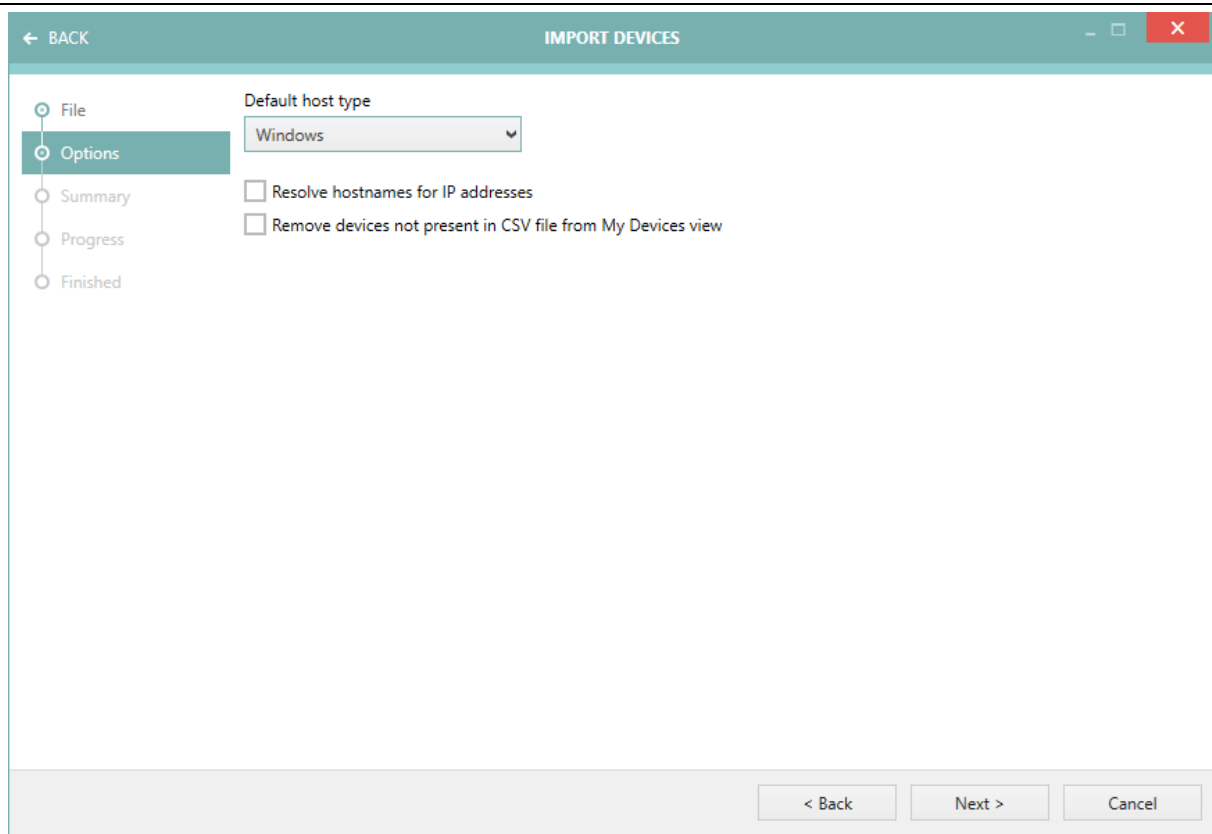 ← BACK
IMPORT DEVICES
File
Options
Summary
Progress
Finished
Default host type
Windows
Resolve hostnames for IP addresses
Remove devices not present in CSV file from My Devices view
< Back
Next >
Cancel